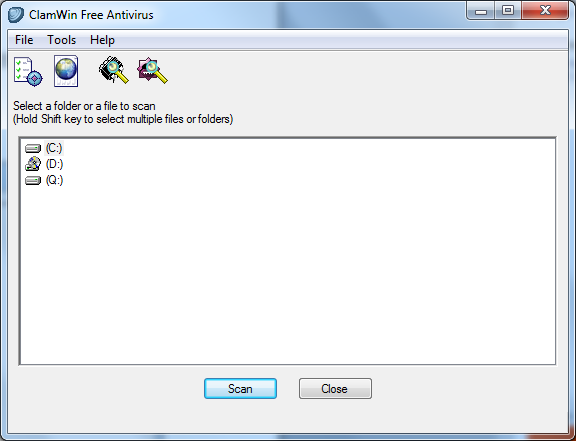 ClamWin Free Antivirus
File Tools Help
Select a folder or a file to scan
(Hold Shift key to select multiple files or folders)
(C:)
(D:)
(Q:)
Scan Close